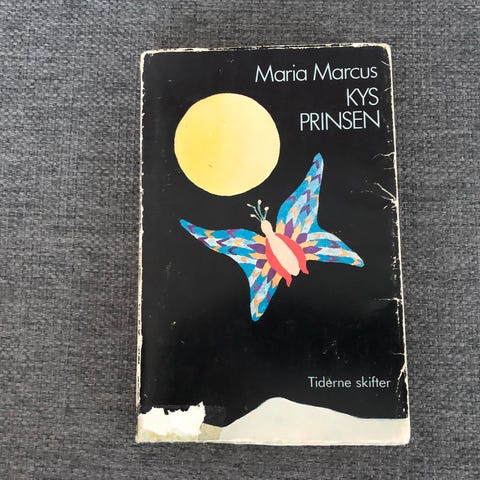 Maria Marcus
KYS
PRINSEN
Tiderne skifter